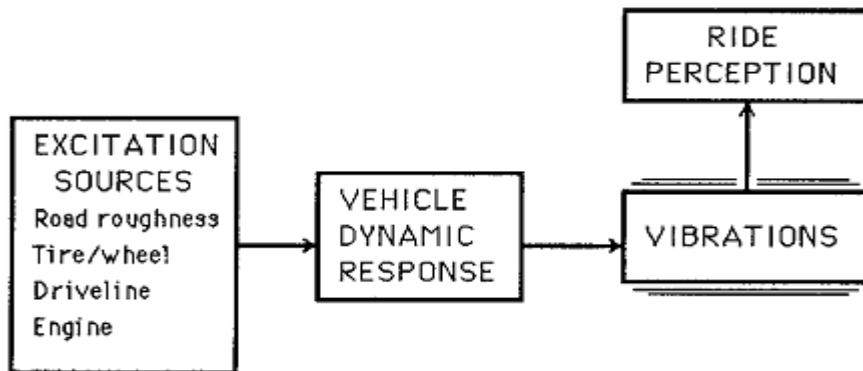 RIDE
PERCEPTION
EXCITATION
SOURCES
Road roughness
Tire/wheel
Driveline
Engine
VEHICLE
DYNAMIC
RESPONSE
VIBRATIONS